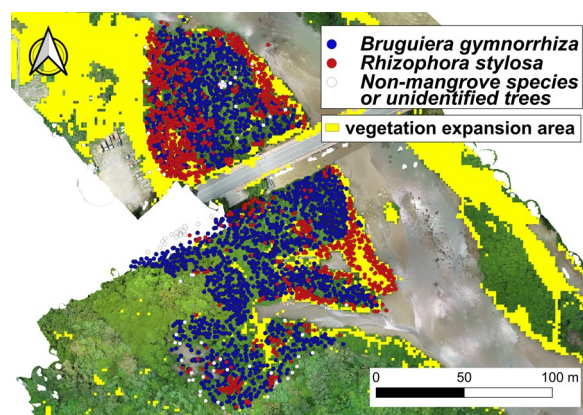 Bruguiera gymnorrhiza
Rhizophora stylosa
Non-mangrove species
or unidentified trees
vegetation expansion area
0 50 100 m